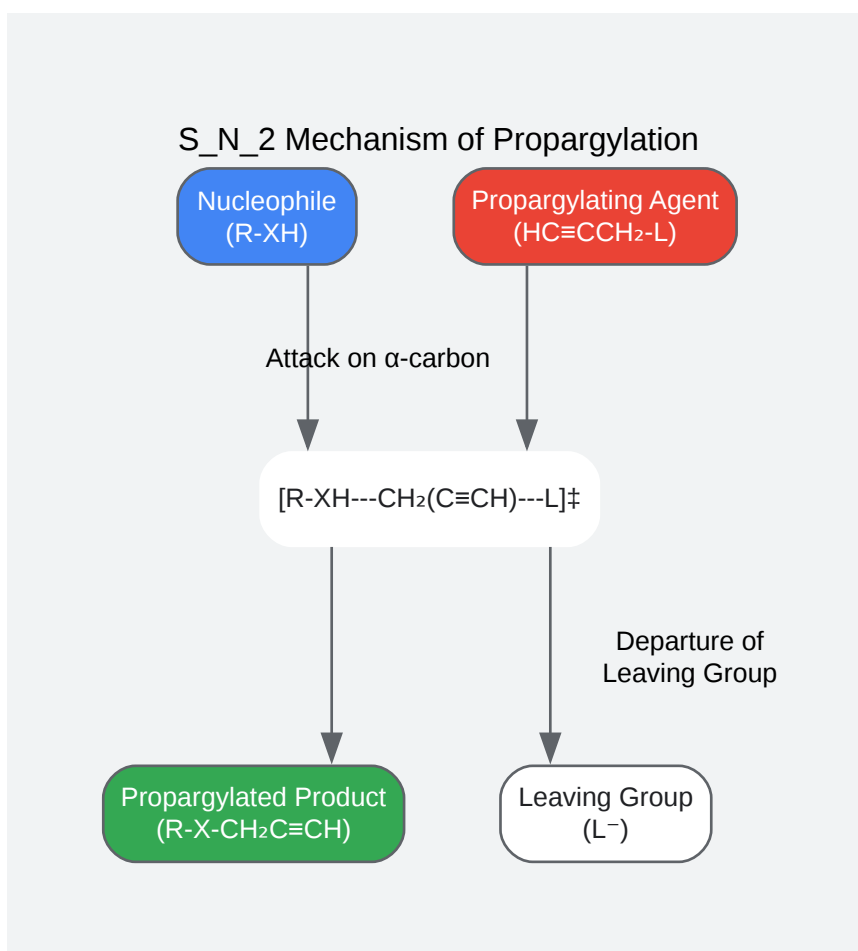 S_N_2 Mechanism of Propargylation
Nucleophile
(R-XH)
Propargylating Agent
(HC≡CCH₂-L)
Attack on α-carbon
[R-XH---CH₂(C≡CH)---L]‡
Departure of
Leaving Group
Propargylated Product
(R-X-CH₂C≡CH)
Leaving Group
(L⁻)